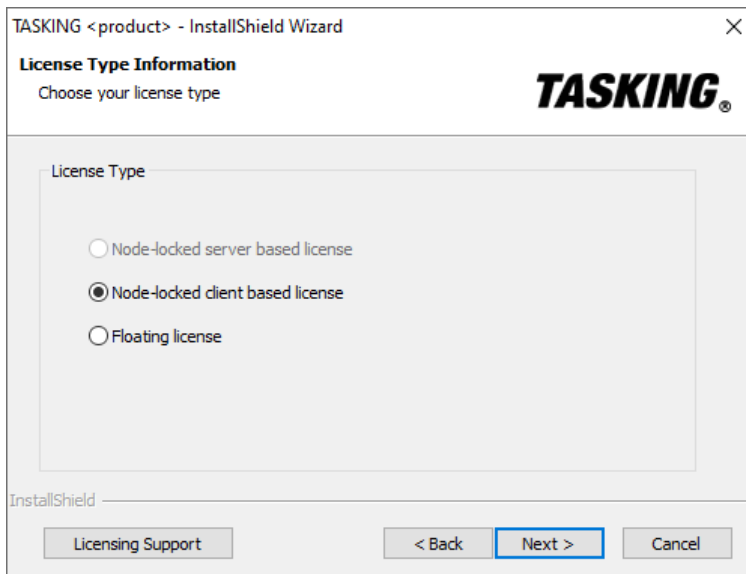 TASKING <product> - InstallShield Wizard
License Type Information
Choose your license type
TASKING®
License Type
Node-locked server based license
Node-locked client based license
Floating license
InstallShield
Licensing Support
< Back
Next >
Cancel